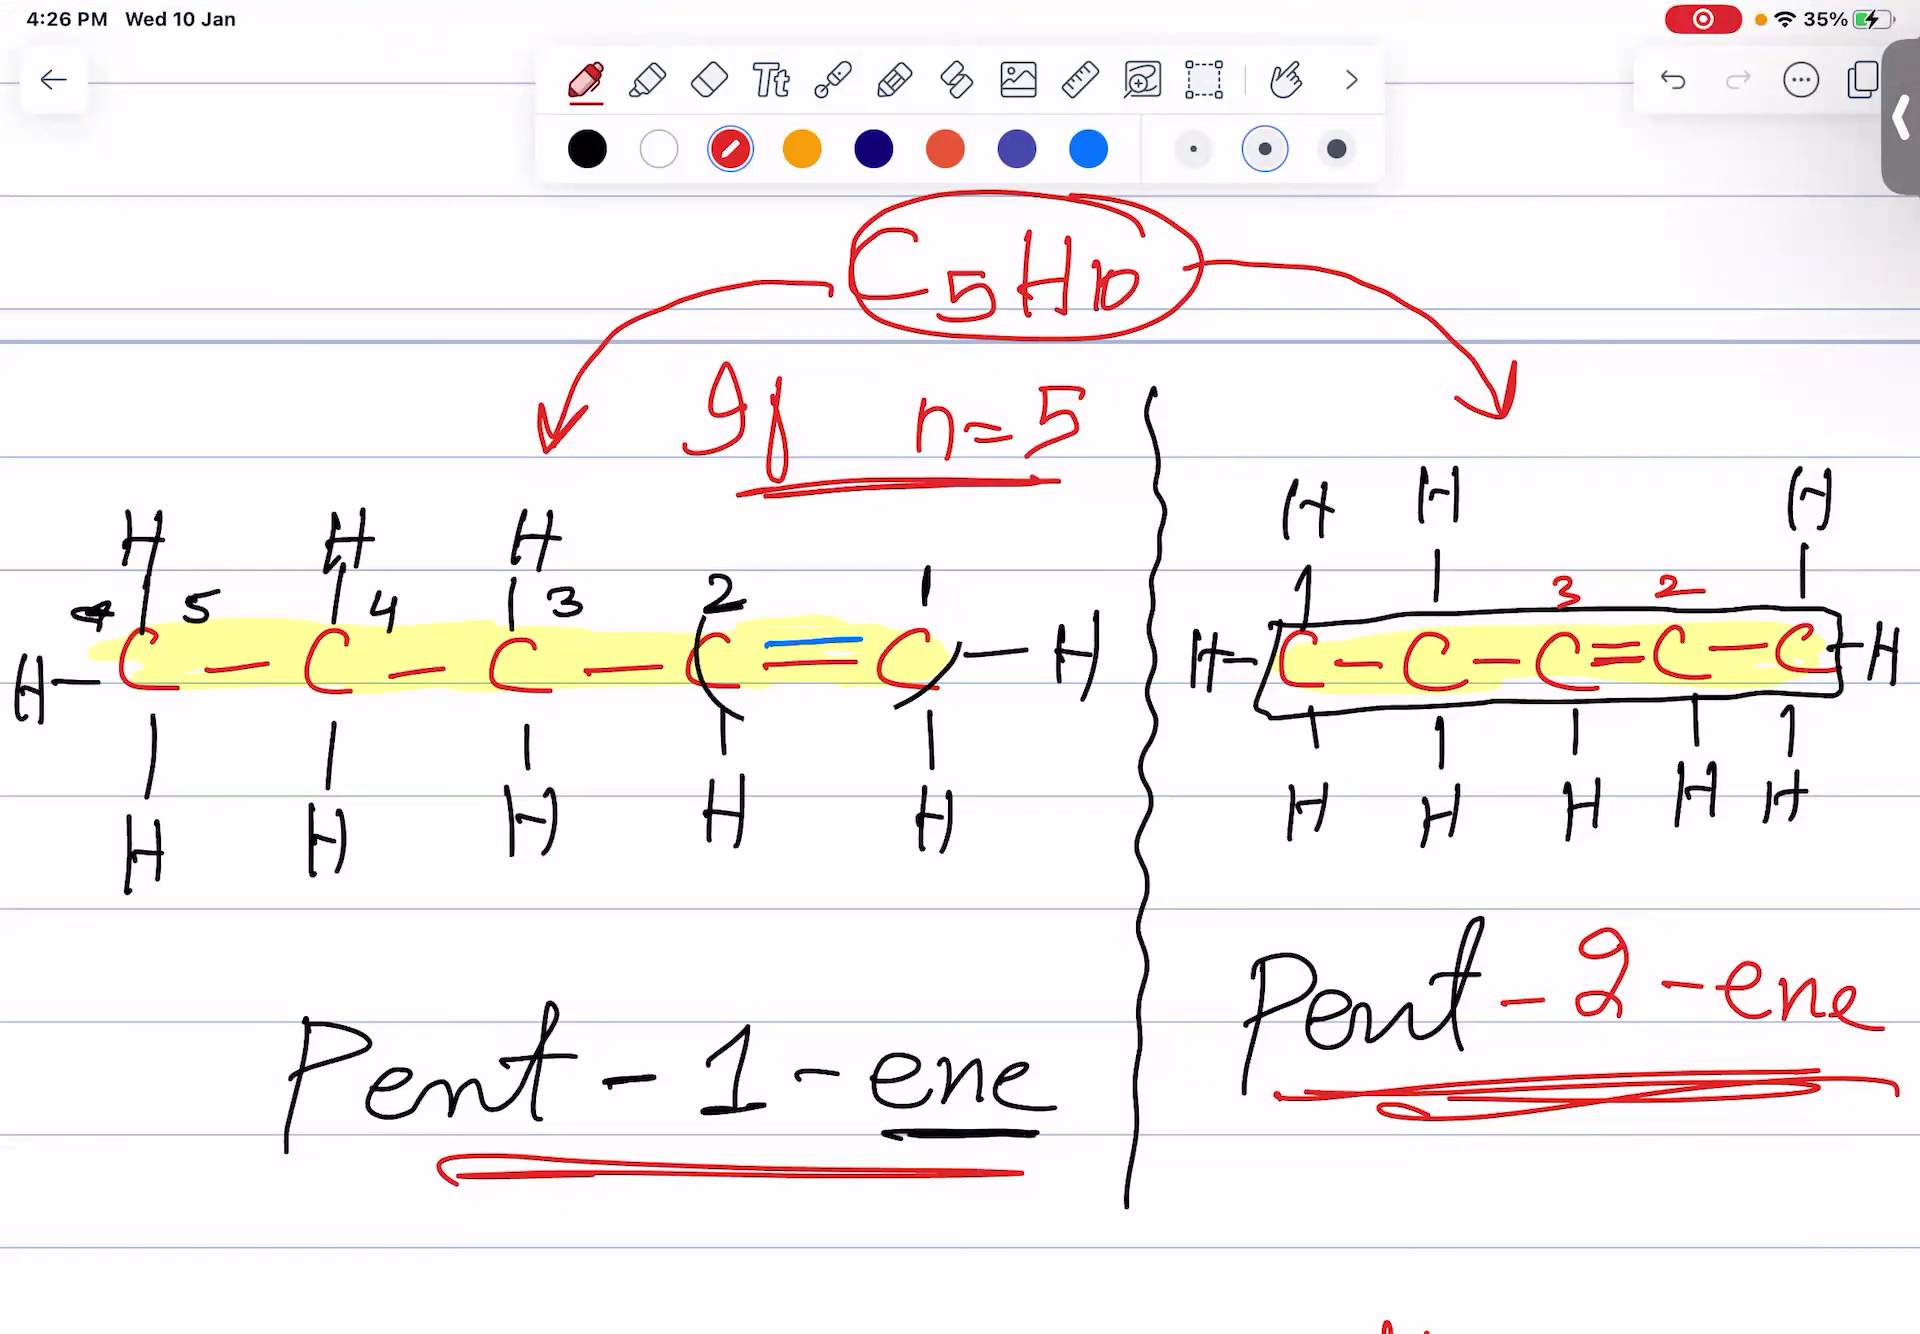 4:26 PM Wed 10 Jan
35%
Tt
C5H10
If n=5
H H H
5 4 3 2 1
H-C-C-C-C=C-H
H H H H H
Pent-1-ene
H H H
3 2
H-C-C-C=C-C-H
H H H H H
Pent-2-ene